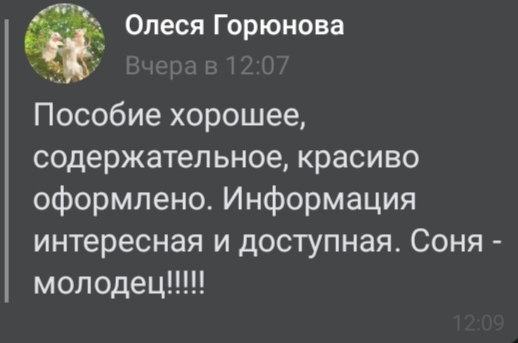 Олеся Горюнова
Вчера в 12:07
Пособие хорошее,
содержательное, красиво
оформлено. Информация
интересная и доступная. Соня -
молодец!!!!!
12:09